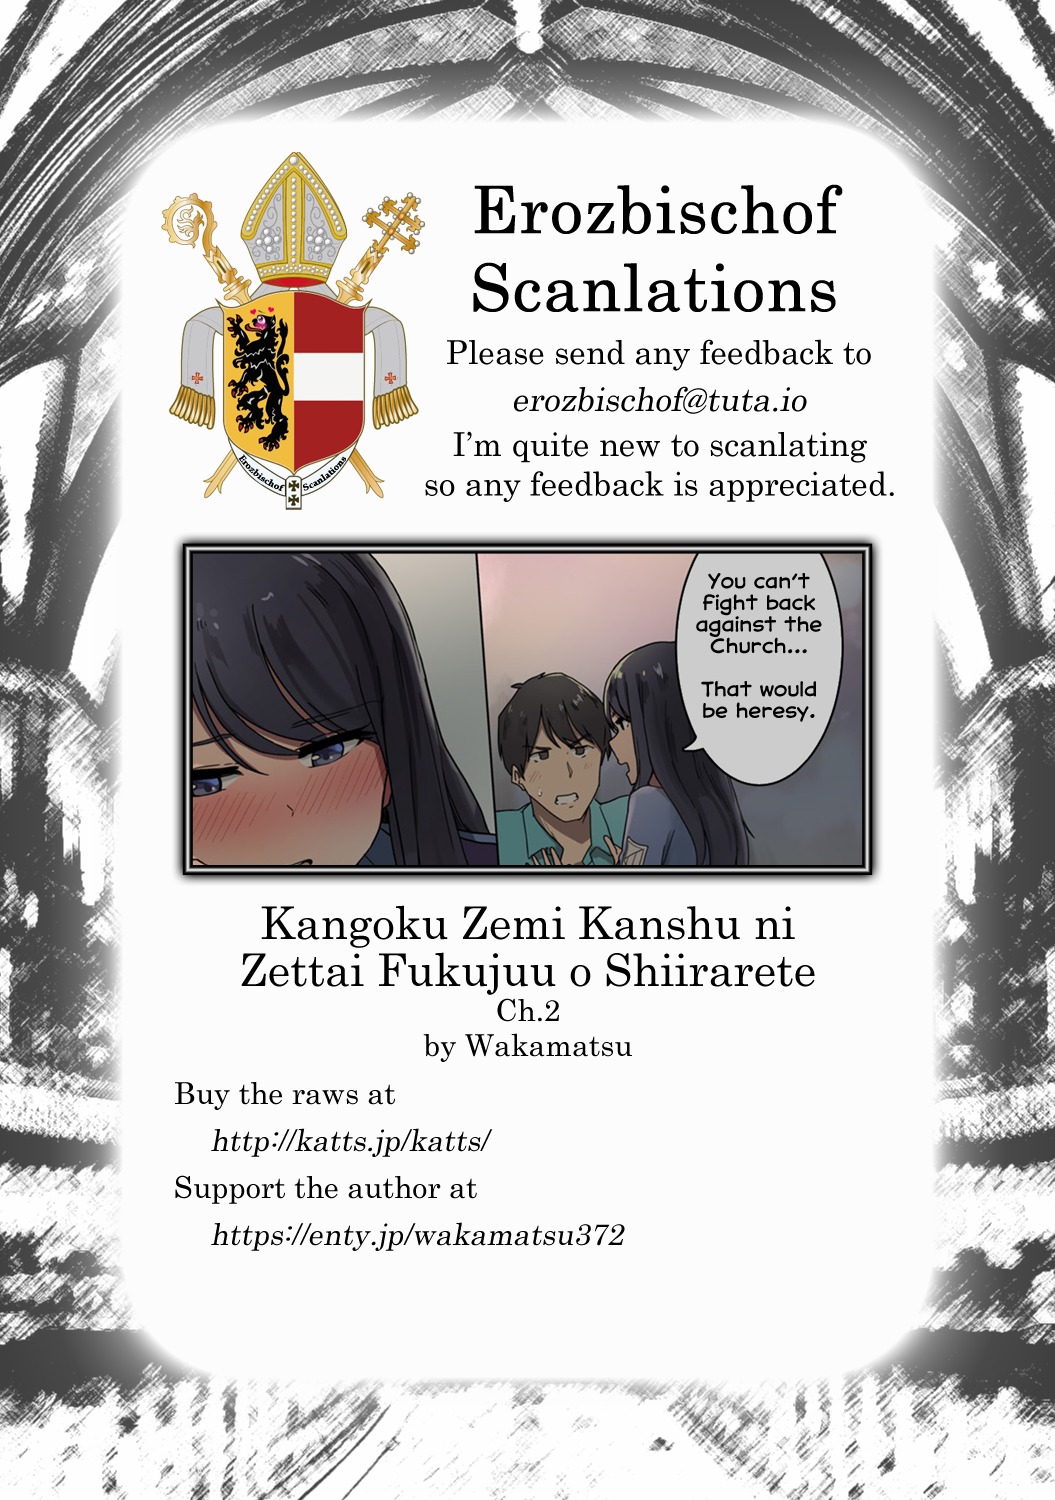 Erozbischof
Scanlations
Please send any feedback to
erozbischof@tuta.io
I'm quite new to scanlating
so any feedback is appreciated.
Erozbischof Scanlations
You can't
fight back
against the
Church...
That would
be heresy.
Kangoku Zemi Kanshu ni
Zettai Fukujuu o Shiirarete
Ch.2
by Wakamatsu
Buy the raws at
http://katts.jp/katts/
Support the author at
https://enty.jp/wakamatsu372